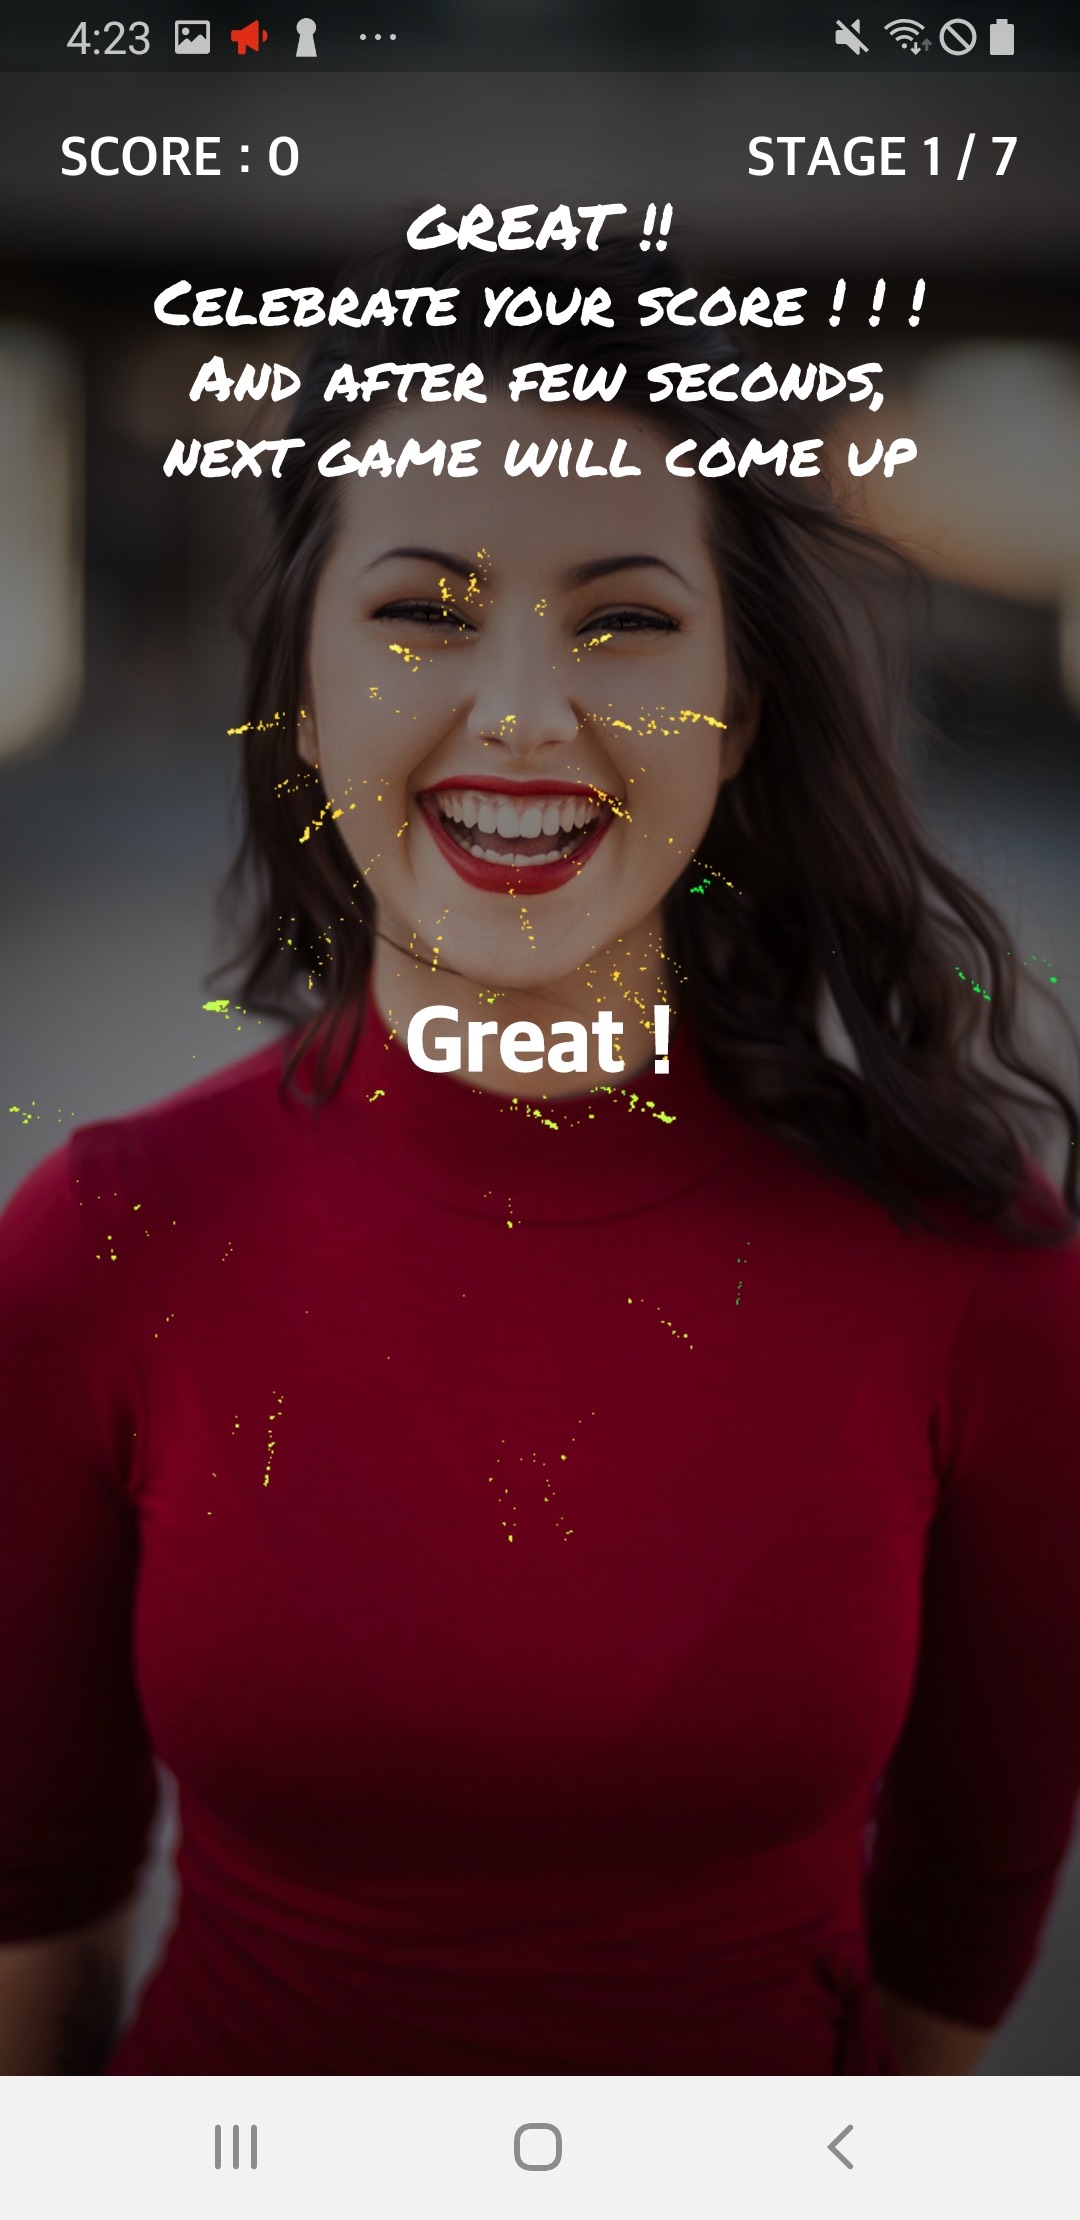 4:23
SCORE : 0
STAGE 1 / 7
GREAT !!
CELEBRATE YOUR SCORE ! ! !
AND AFTER FEW SECONDS,
NEXT GAME WILL COME UP
Great !